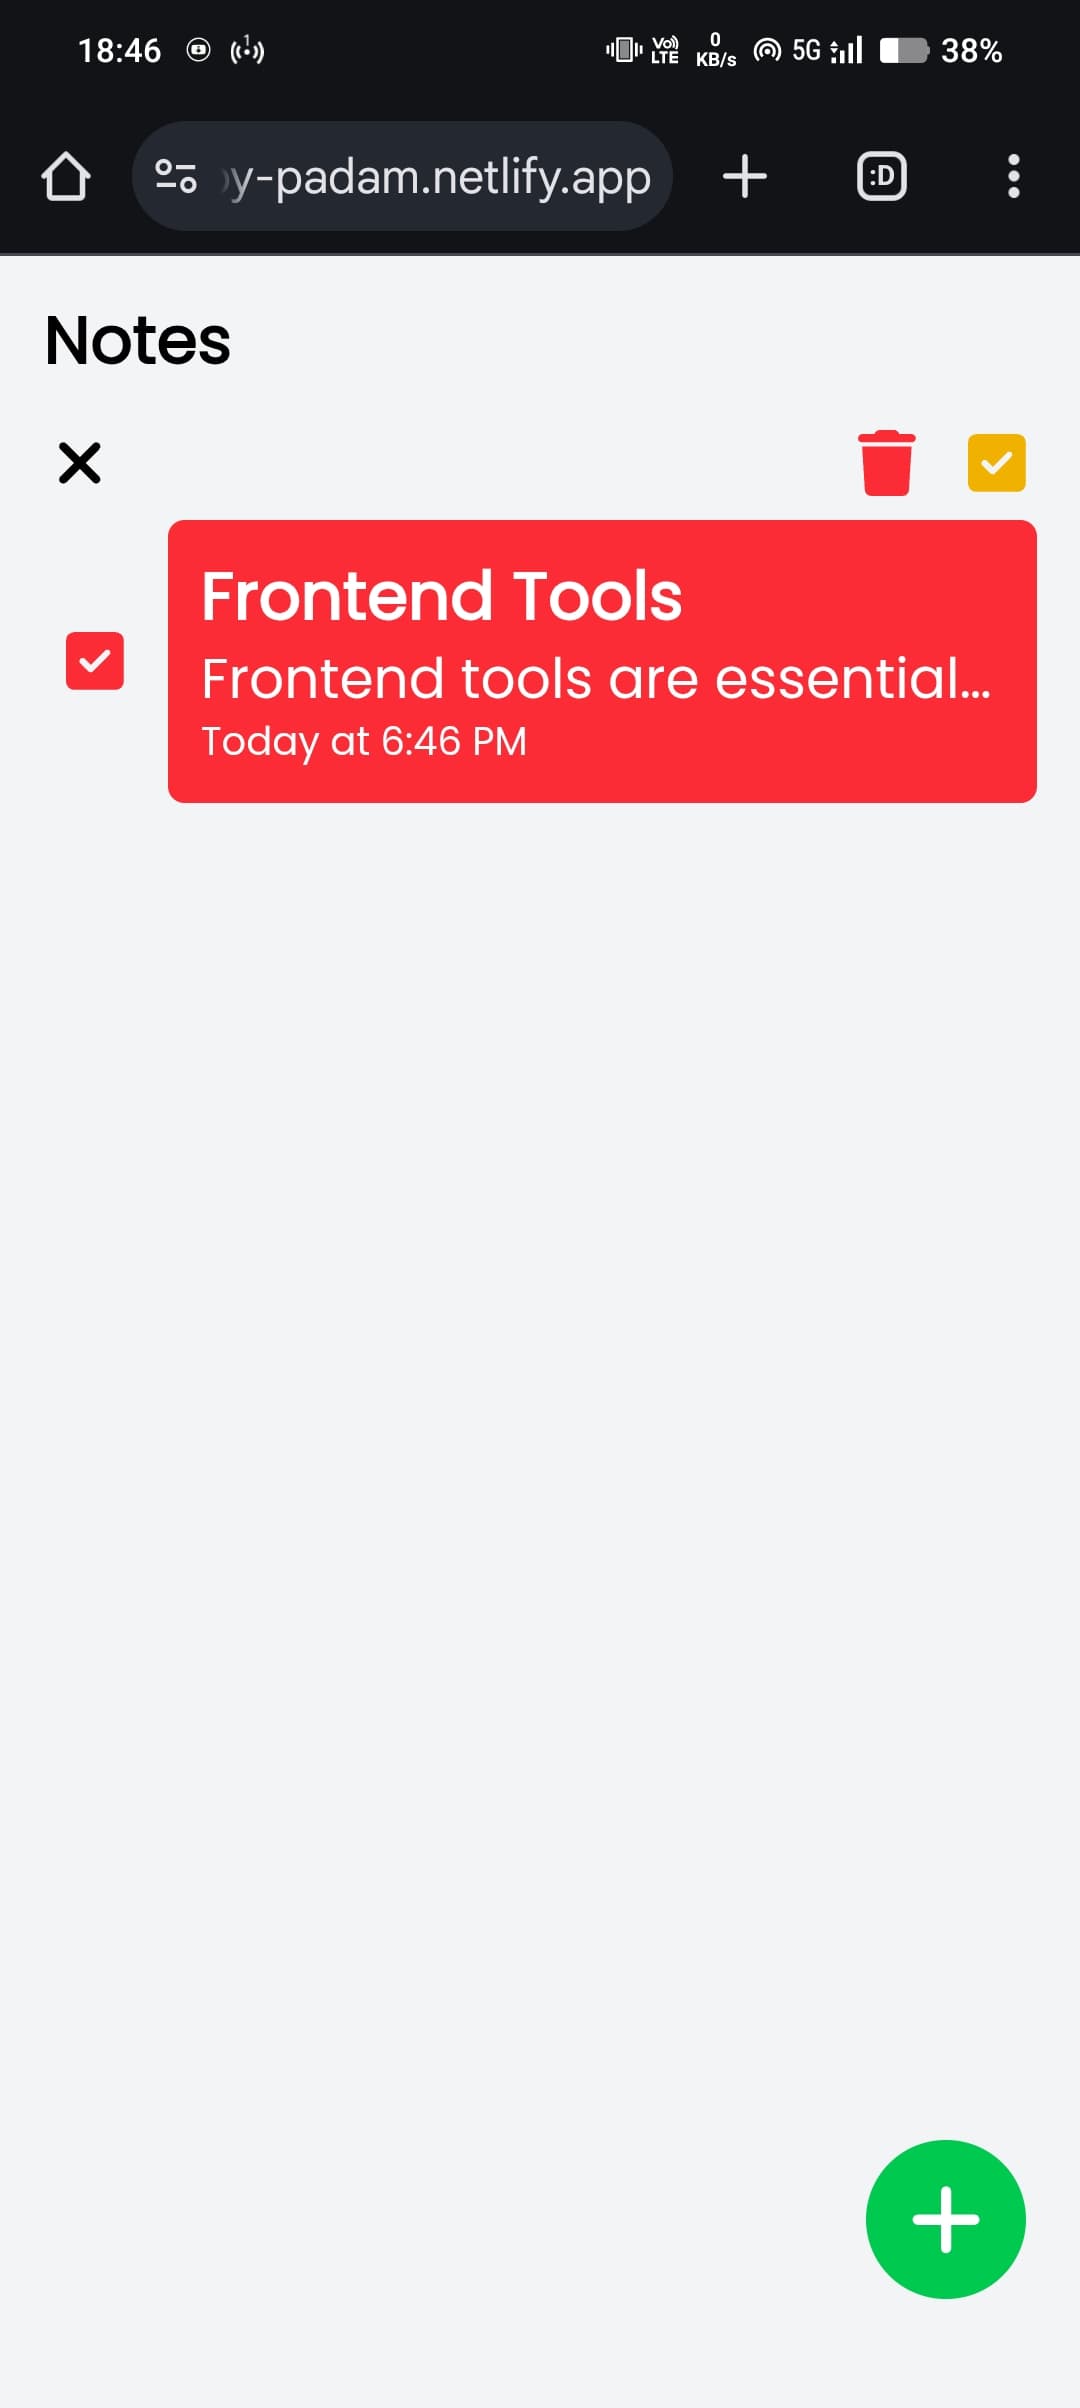 18:46 1 Vo)) LTE 0 KB/s 5G 38%
y-padam.netlify.app :D
Notes
Frontend Tools
Frontend tools are essential...
Today at 6:46 PM